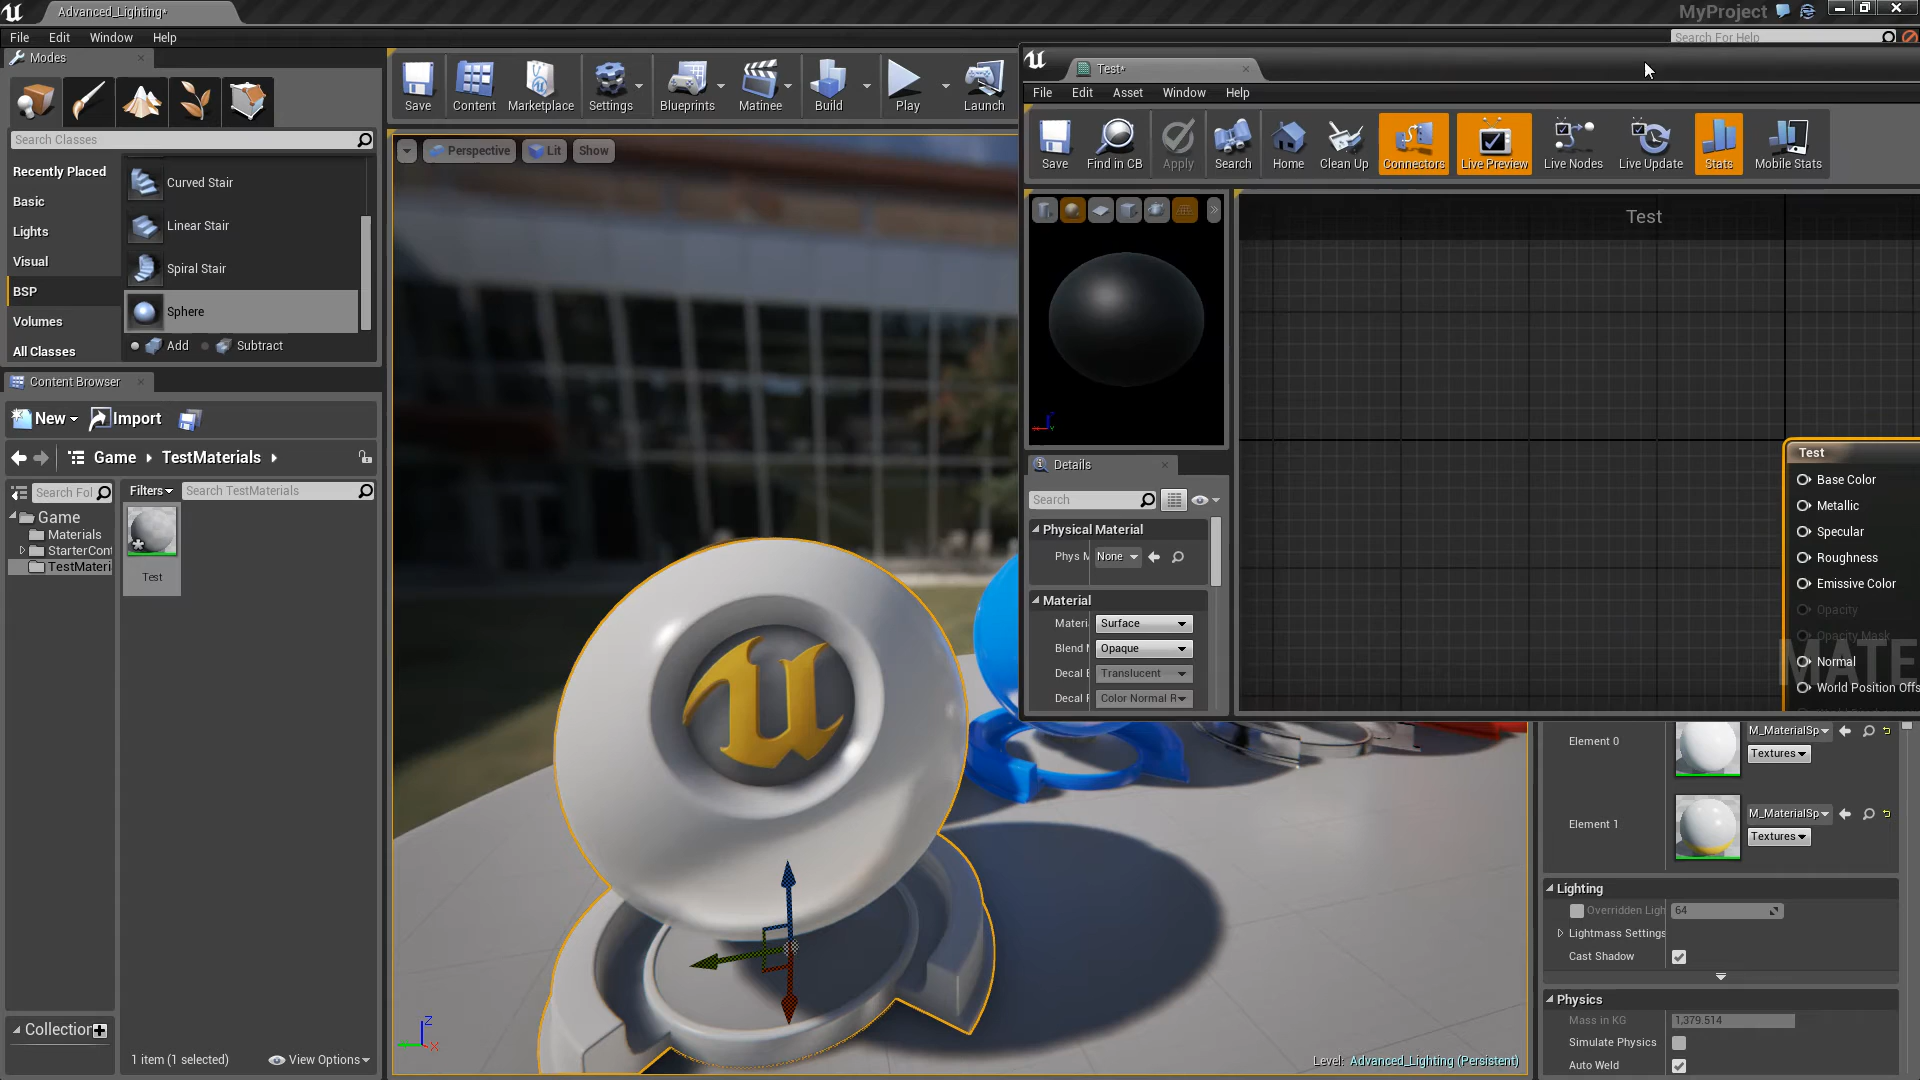 Advanced_Lighting*
MyProject
File Edit Window Help
Search For Help
Modes
Search Classes
Recently Placed
Basic
Lights
Visual
BSP
Volumes
All Classes
Curved Stair
Linear Stair
Spiral Stair
Sphere
Add Subtract
Save Content Marketplace Settings Blueprints Matinee Build Play Launch
Perspective Lit Show
Content Browser
New Import
Game TestMaterials
Search Fol Filters Search TestMaterials
Game
Materials
StarterCont
TestMateri
Test
Collection
1 item (1 selected) View Options
Level: Advanced_Lighting (Persistent)
Test*
File Edit Asset Window Help
Save Find in CB Apply Search Home Clean Up Connectors Live Preview Live Nodes Live Update Stats Mobile Stats
Test
Details
Search
Physical Material
Phys M None
Material
Materi Surface
Blend M Opaque
Decal B Translucent
Decal R Color Normal R
Test
Base Color
Metallic
Specular
Roughness
Emissive Color
Opacity
Opacity Mask
Normal
World Position Offs
MATE
Element 0 M_MaterialSp
Textures
Element 1 M_MaterialSp
Textures
Lighting
Overridden Ligh 64
Lightmass Settings
Cast Shadow
Physics
Mass in KG 1,379.514
Simulate Physics
Auto Weld